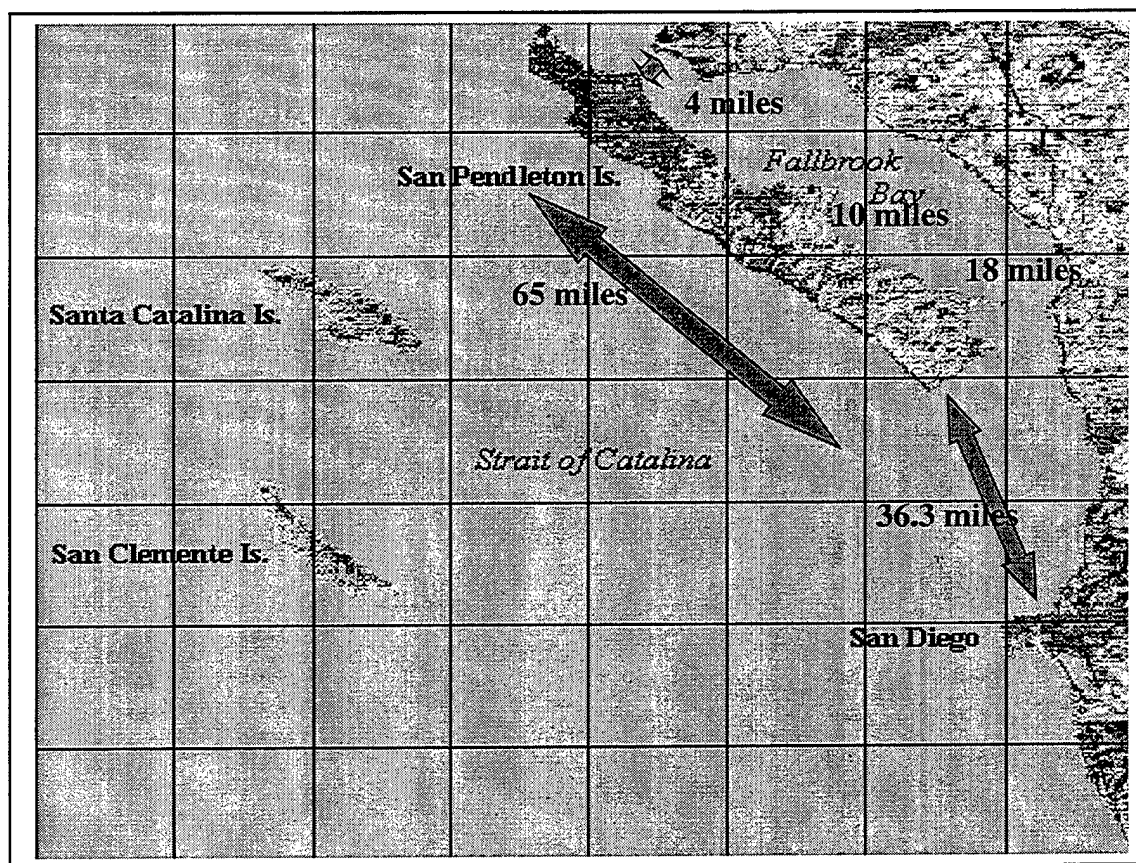 4 miles
Fallbrook
Bay
San Pendleton Is.
10 miles
18 miles
65 miles
Santa Catalina Is.
Strait of Catalina
36.3 miles
San Clemente Is.
San Diego